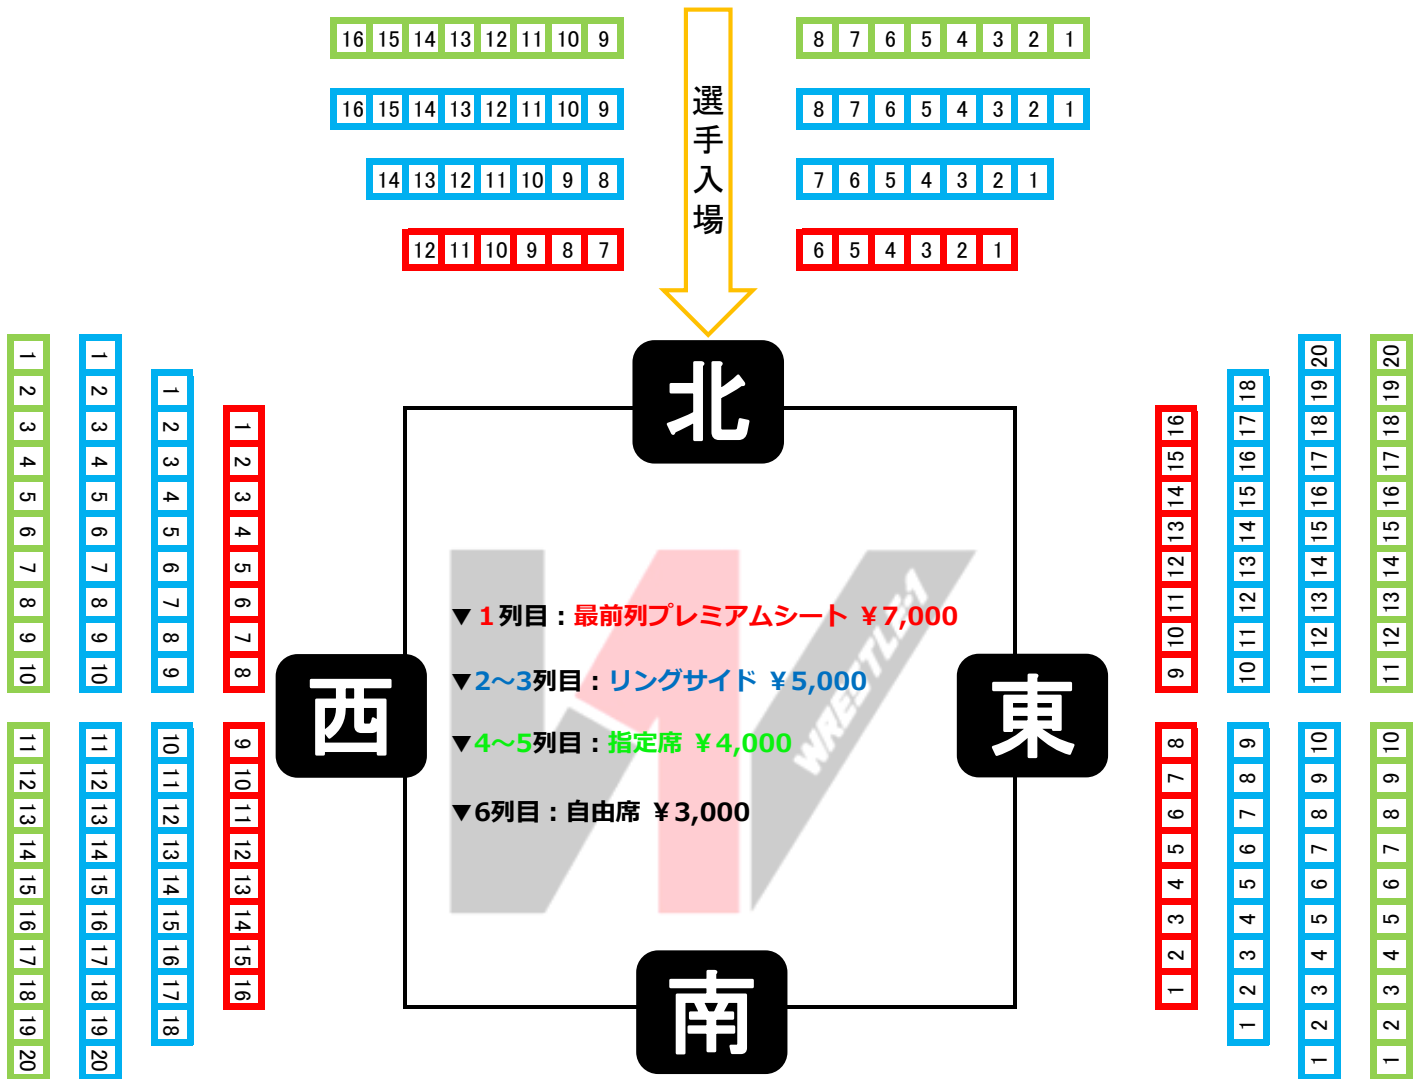 16 15 14 13 12 11 10 9
8 7 6 5 4 3 2 1
16 15 14 13 12 11 10 9
8 7 6 5 4 3 2 1
14 13 12 11 10 9 8
7 6 5 4 3 2 1
12 11 10 9 8 7
6 5 4 3 2 1
選手入場
北
1 2 3 4 5 6 7 8 9 10
11 12 13 14 15 16 17 18 19 20
1 2 3 4 5 6 7 8 9 10
11 12 13 14 15 16 17 18 19 20
1 2 3 4 5 6 7 8 9
10 11 12 13 14 15 16 17 18
1 2 3 4 5 6 7 8
9 10 11 12 13 14 15 16
西
▼1列目：最前列プレミアムシート ￥7,000
▼2～3列目：リングサイド ￥5,000
▼4～5列目：指定席 ￥4,000
▼6列目：自由席 ￥3,000
WRESTLE-1
東
16 15 14 13 12 11 10 9
8 7 6 5 4 3 2 1
18 17 16 15 14 13 12 11 10
9 8 7 6 5 4 3 2 1
20 19 18 17 16 15 14 13 12 11
10 9 8 7 6 5 4 3 2 1
20 19 18 17 16 15 14 13 12 11
10 9 8 7 6 5 4 3 2 1
南